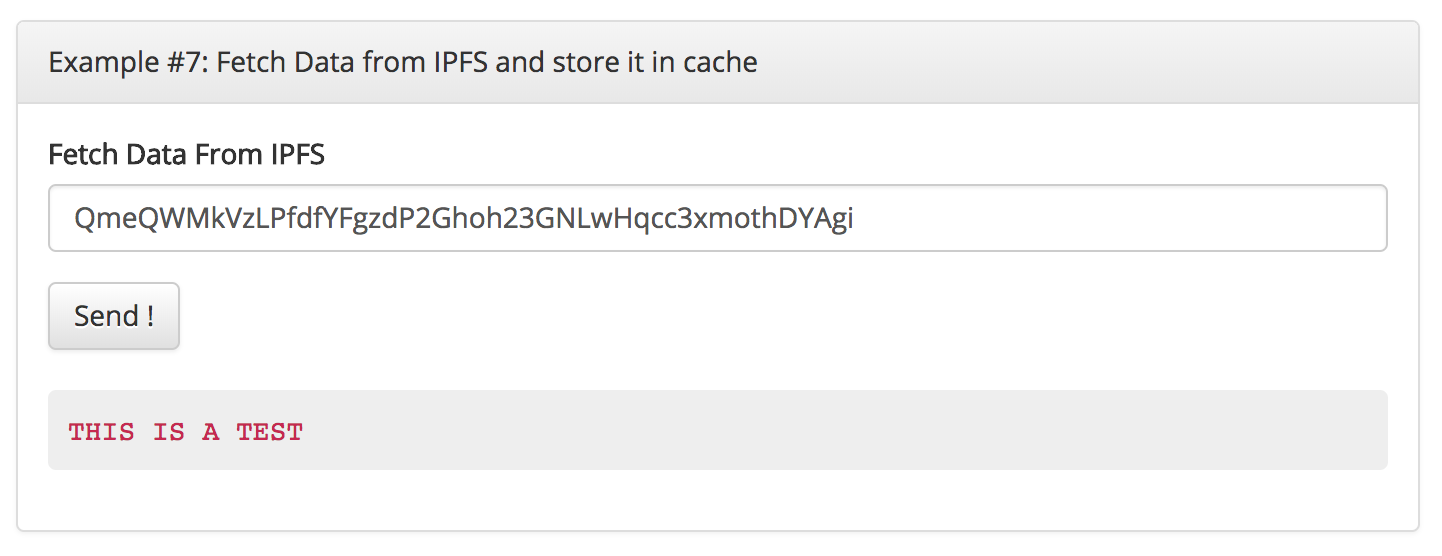 Example #7: Fetch Data from IPFS and store it in cache
Fetch Data From IPFS
QmeQWMkVzLPfdfYFgzdP2Ghoh23GNLwHqcc3xmothDYAgi
Send !
THIS IS A TEST